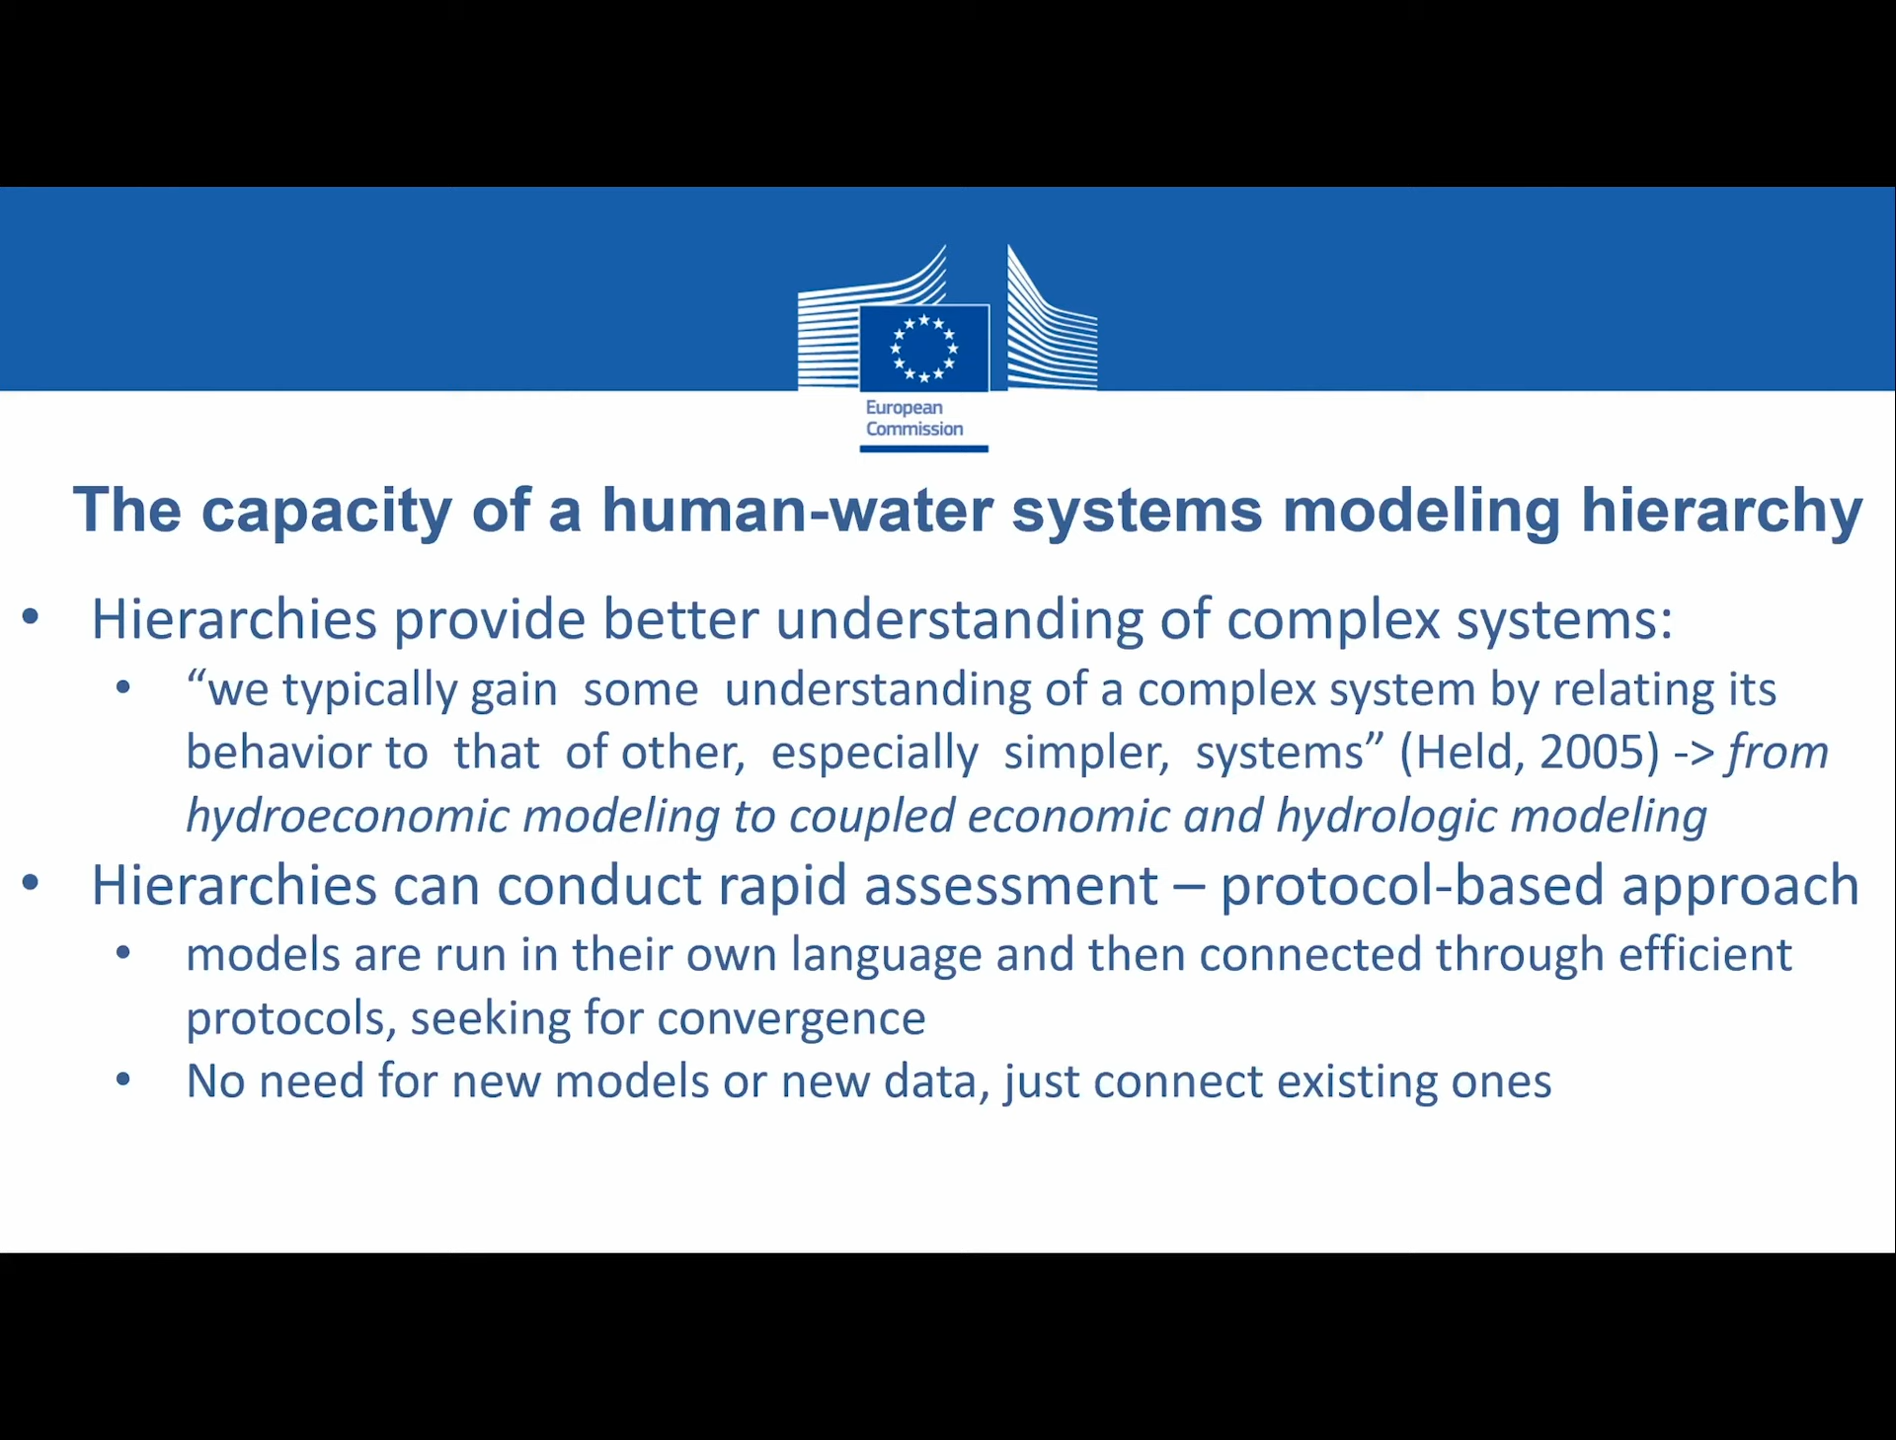 European
Commission
The capacity of a human-water systems modeling hierarchy
• Hierarchies provide better understanding of complex systems:
• “we typically gain some understanding of a complex system by relating its
behavior to that of other, especially simpler, systems” (Held, 2005) -> from
hydroeconomic modeling to coupled economic and hydrologic modeling
• Hierarchies can conduct rapid assessment – protocol-based approach
• models are run in their own language and then connected through efficient
protocols, seeking for convergence
• No need for new models or new data, just connect existing ones